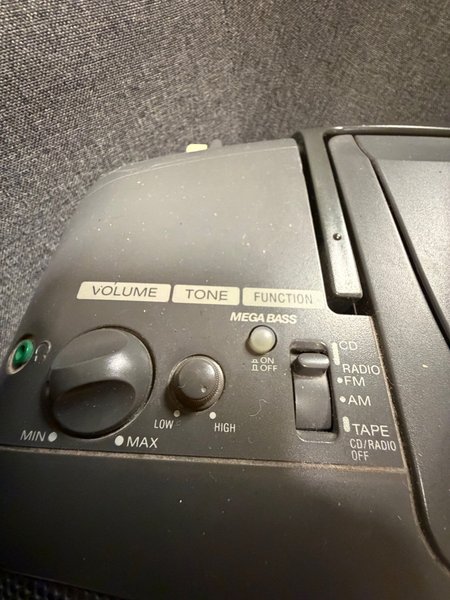 VOLUME
TONE
FUNCTION
MEGA BASS
ON
OFF
CD
RADIO
FM
AM
TAPE
CD/RADIO
OFF
LOW
HIGH
MIN
MAX